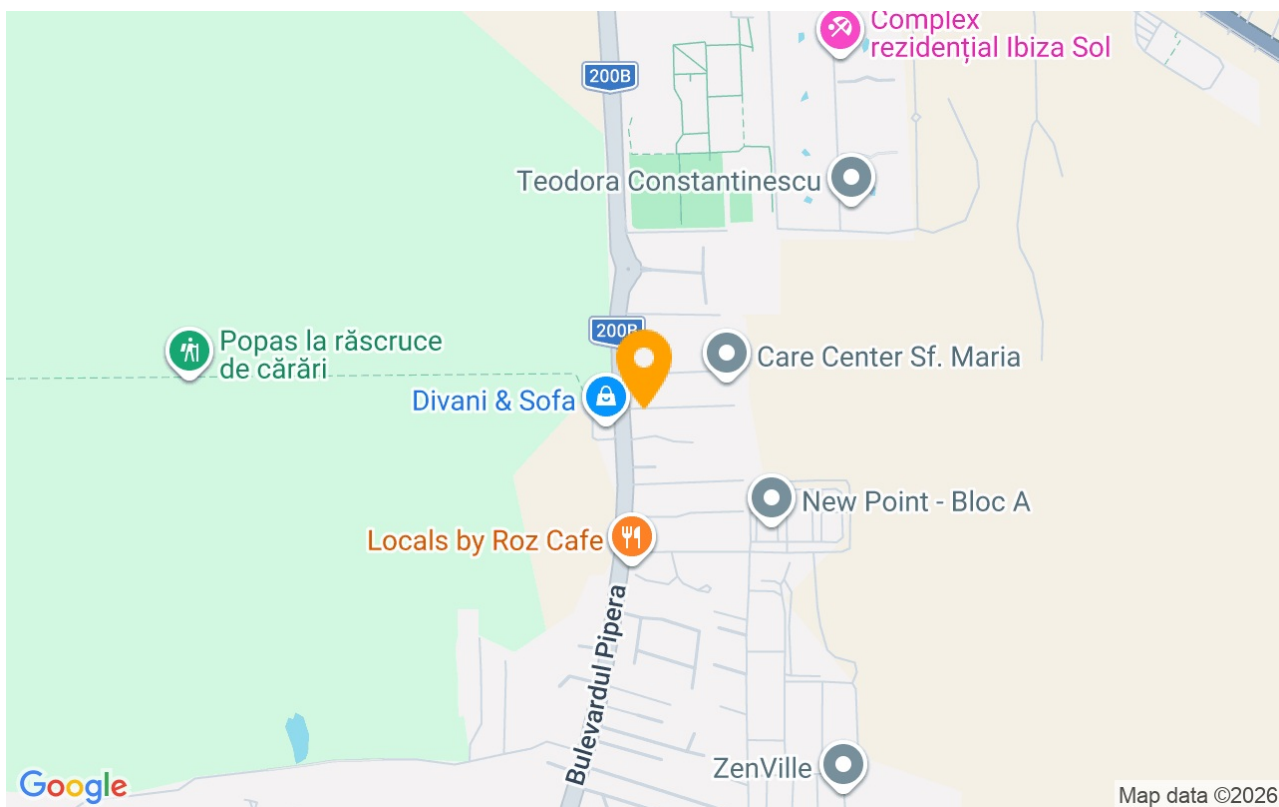 Complex
rezidențial Ibiza Sol
200B
Teodora Constantinescu
200B
Popas la răscruce
de cărări
Care Center Sf. Maria
Divani & Sofa
New Point - Bloc A
Locals by Roz Cafe
Bulevardul Pipera
ZenVille
Google
Map data ©2026